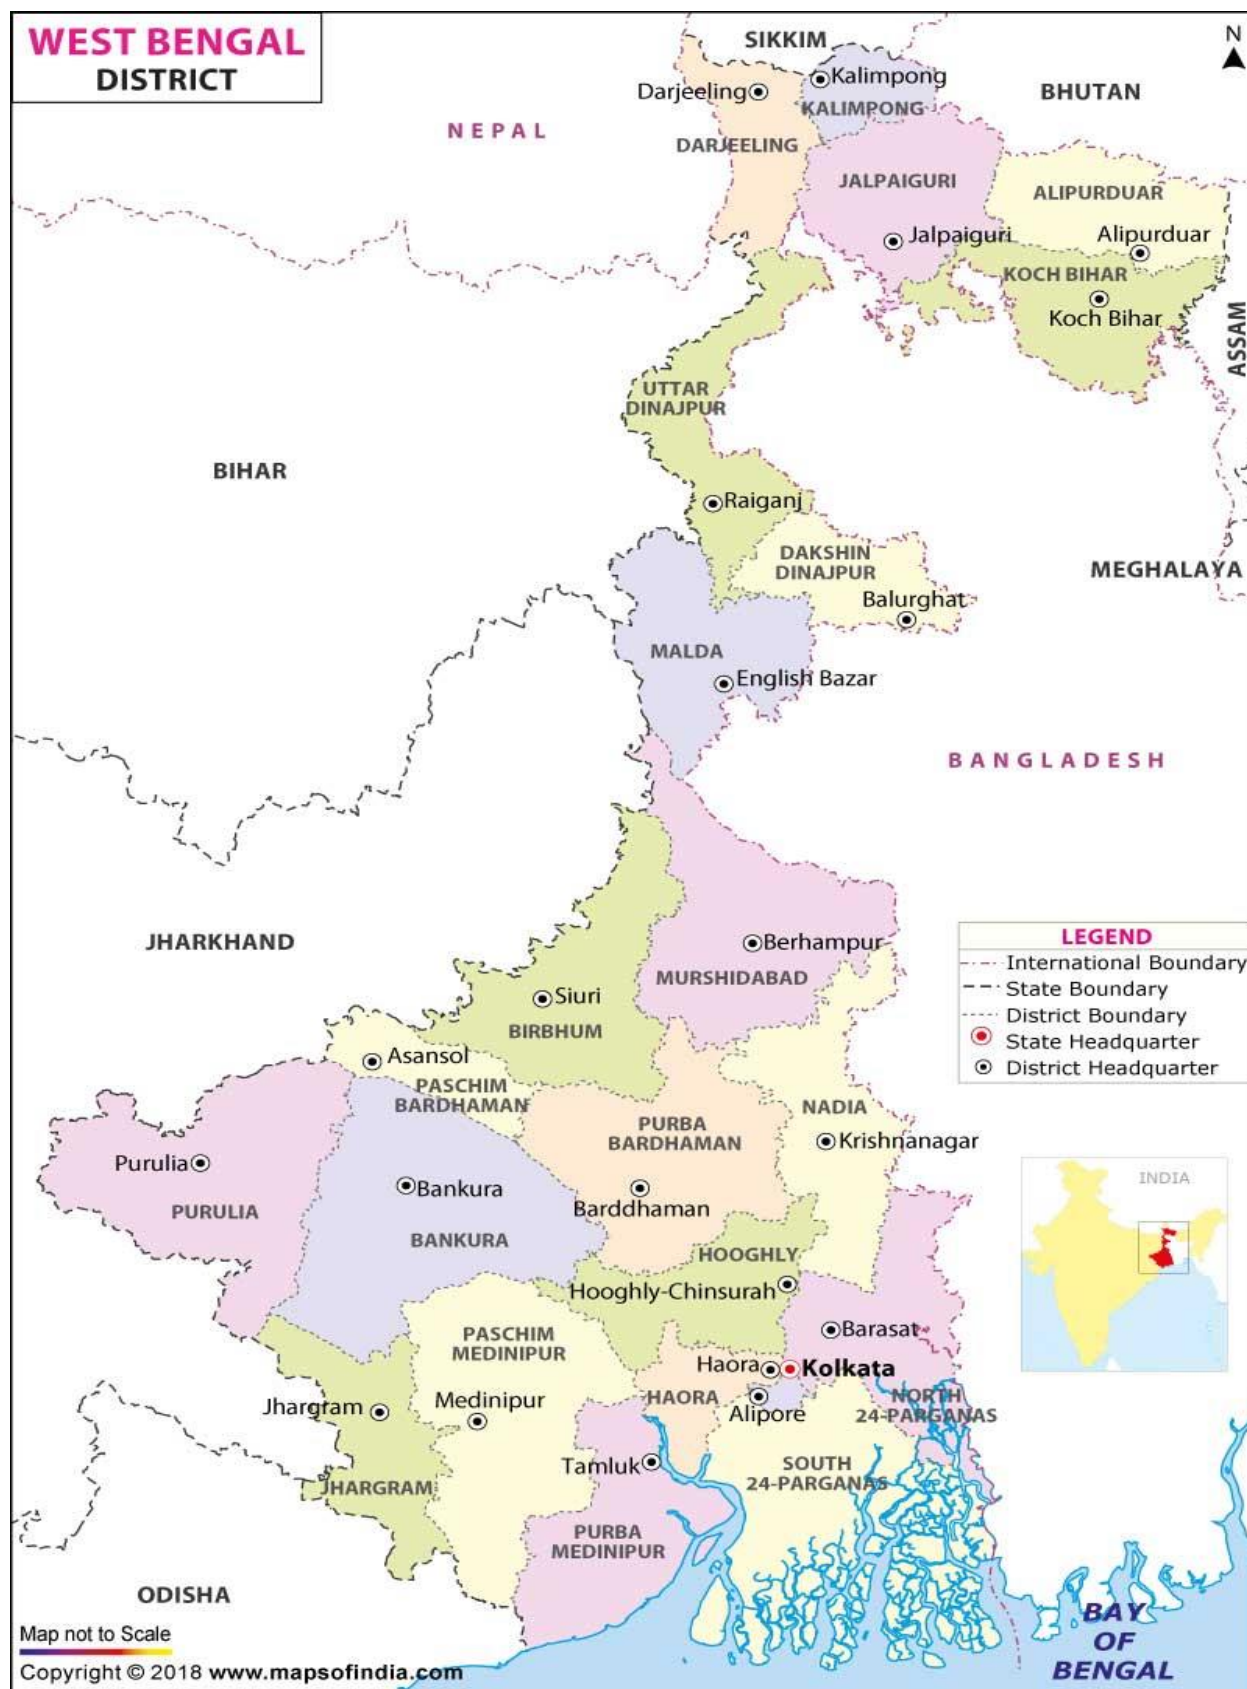 WEST BENGAL
DISTRICT
N
SIKKIM
Kalimpong
Darjeeling
KALIMPONG
BHUTAN
NEPAL
DARJEELING
JALPAIGURI
ALIPURDUAR
Jalpaiguri
Alipurduar
KOCH BIHAR
Koch Bihar
ASSAM
UTTAR
DINAJPUR
BIHAR
Raiganj
DAKSHIN
DINAJPUR
MEGHALAYA
Balurghat
MALDA
English Bazar
BANGLADESH
JHARKHAND
Berhampur
MURSHIDABAD
LEGEND
International Boundary
State Boundary
District Boundary
State Headquarter
District Headquarter
Siuri
BIRBHUM
Asansol
PASCHIM
BARDHAMAN
PURBA
BARDHAMAN
NADIA
Krishnanagar
Purulia
PURULIA
Bankura
BANKURA
Barddhaman
INDIA
HOOGHLY
Hooghly-Chinsurah
PASCHIM
MEDINIPUR
Barasat
Haora
Kolkata
HAORA
Alipore
NORTH
24-PARGANAS
Jhargram
Medinipur
JHARGRAM
Tamluk
SOUTH
24-PARGANAS
PURBA
MEDINIPUR
ODISHA
BAY
OF
BENGAL
Map not to Scale
Copyright © 2018 www.mapsofindia.com